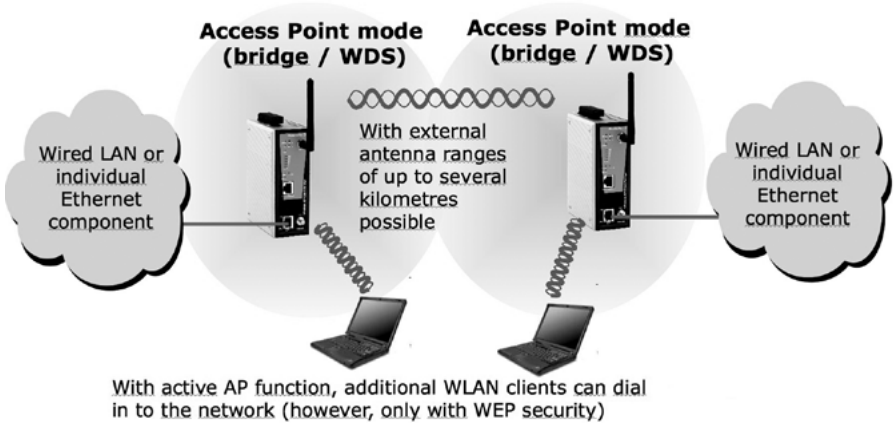 Access Point mode
(bridge / WDS)
Access Point mode
(bridge / WDS)
Wired LAN or
individual
Ethernet
component
With external
antenna ranges
of up to several
kilometres
possible
Wired LAN or
individual
Ethernet
component
With active AP function, additional WLAN clients can dial
in to the network (however, only with WEP security)